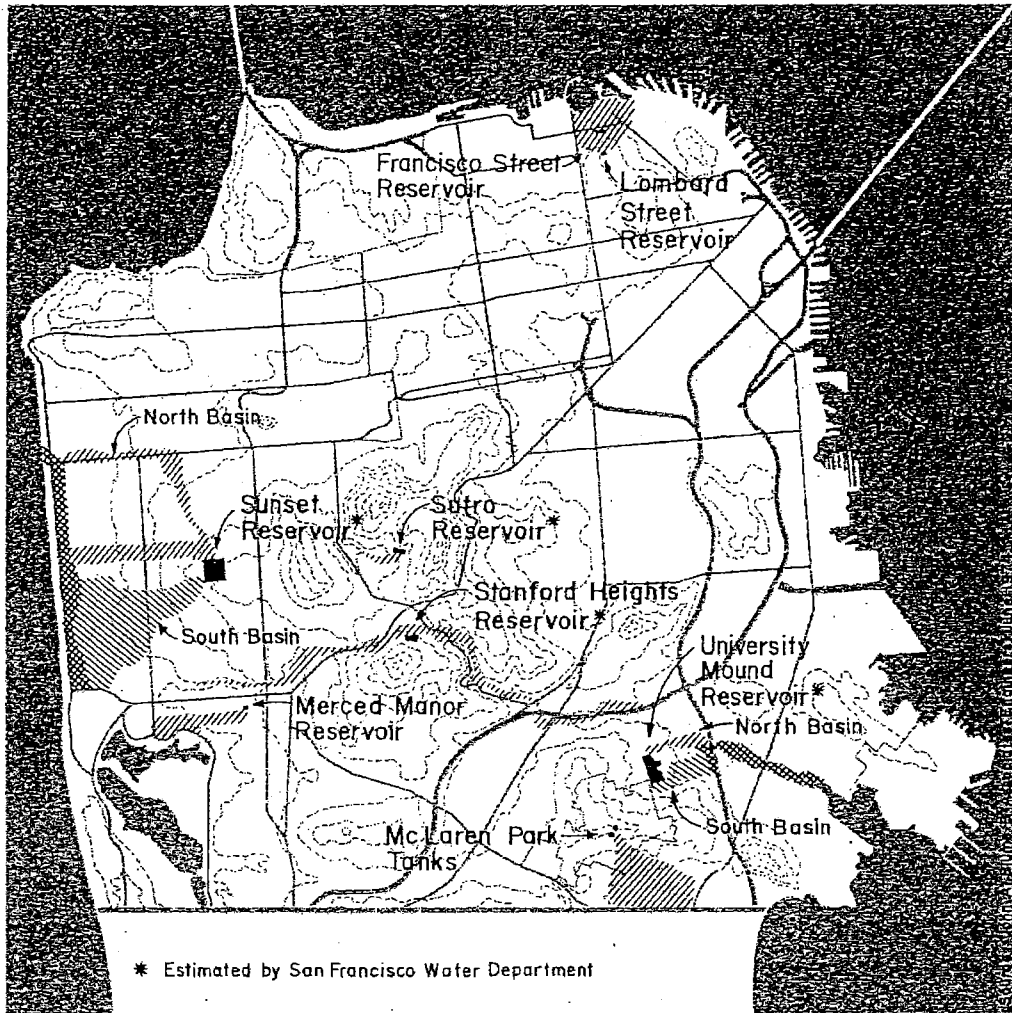 Francisco Street
Reservoir
Lombard
Street
Reservoir
North Basin
Sunset
Reservoir*
Sutro
Reservoir *
Stanford Heights
Reservoir *
South Basin
University
Mound
Reservoir *
Merced Manor
Reservoir
North Basin
South Basin
McLaren Park
Tanks
* Estimated by San Francisco Water Department